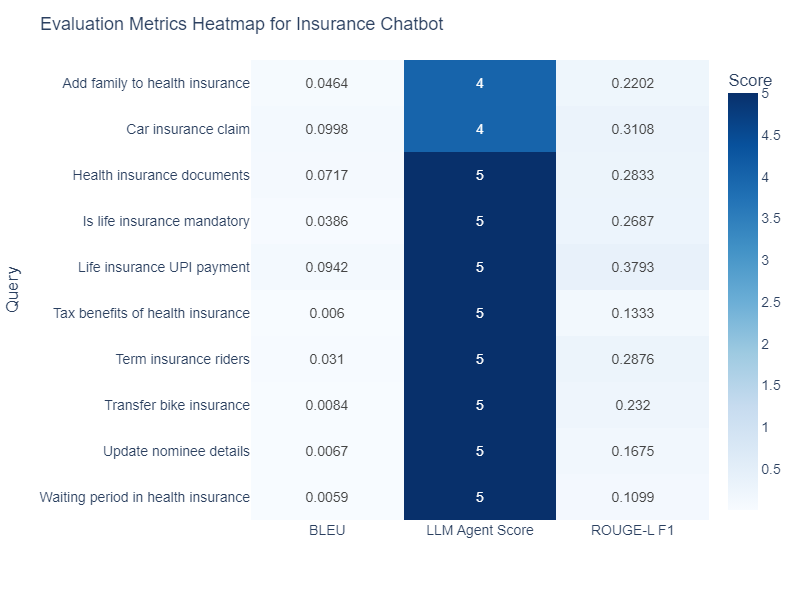 Evaluation Metrics Heatmap for Insurance Chatbot
Score
Query
Add family to health insurance 0.0464 4 0.2202
Car insurance claim 0.0998 4 0.3108
Health insurance documents 0.0717 5 0.2833
Is life insurance mandatory 0.0386 5 0.2687
Life insurance UPI payment 0.0942 5 0.3793
Tax benefits of health insurance 0.006 5 0.1333
Term insurance riders 0.031 5 0.2876
Transfer bike insurance 0.0084 5 0.232
Update nominee details 0.0067 5 0.1675
Waiting period in health insurance 0.0059 5 0.1099
BLEU LLM Agent Score ROUGE-L F1
5
4.5
4
3.5
3
2.5
2
1.5
1
0.5